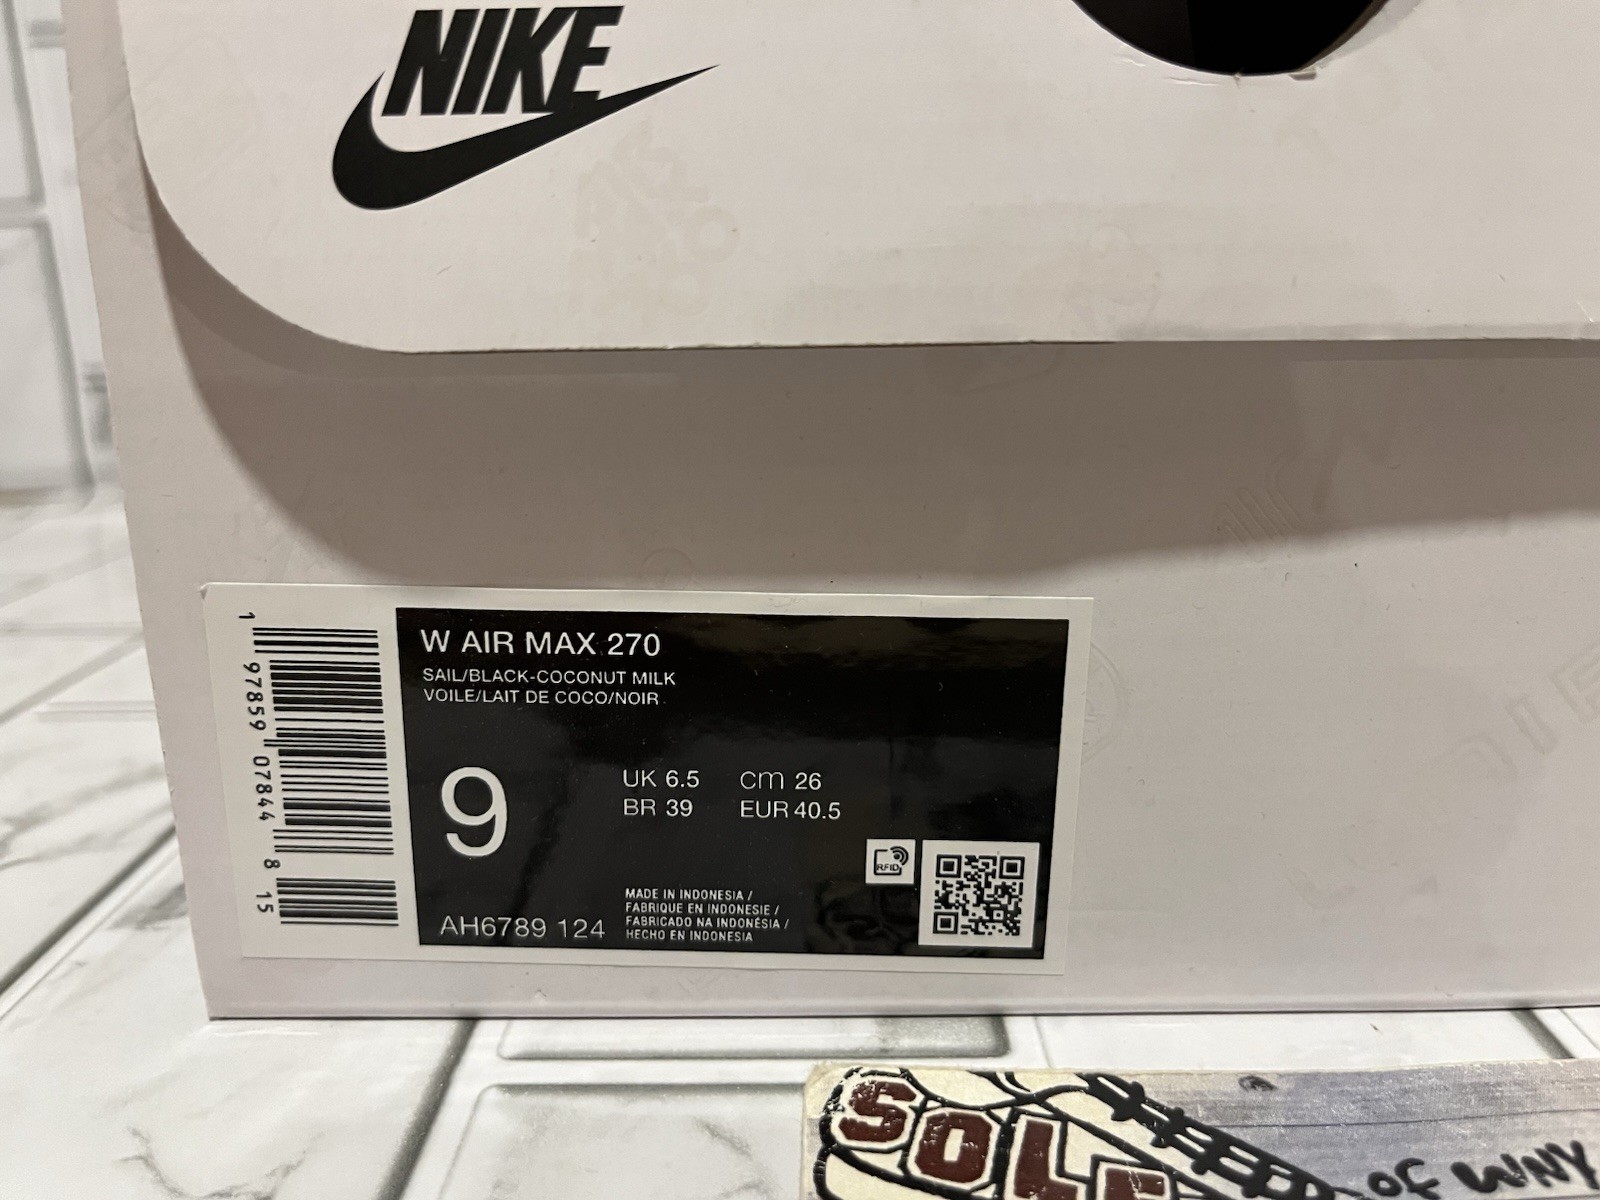 NIKE
W AIR MAX 270
SAIL/BLACK-COCONUT MILK
VOILE/LAIT DE COCO/NOIR
9
UK 6.5 cm 26
BR 39 EUR 40.5
AH6789 124
MADE IN INDONESIA /
FABRIQUE EN INDONESIE /
FABRICADO NA INDONÉSIA /
HECHO EN INDONESIA
RFID
1 97859 07844 8 15
SOLE
OF WNY